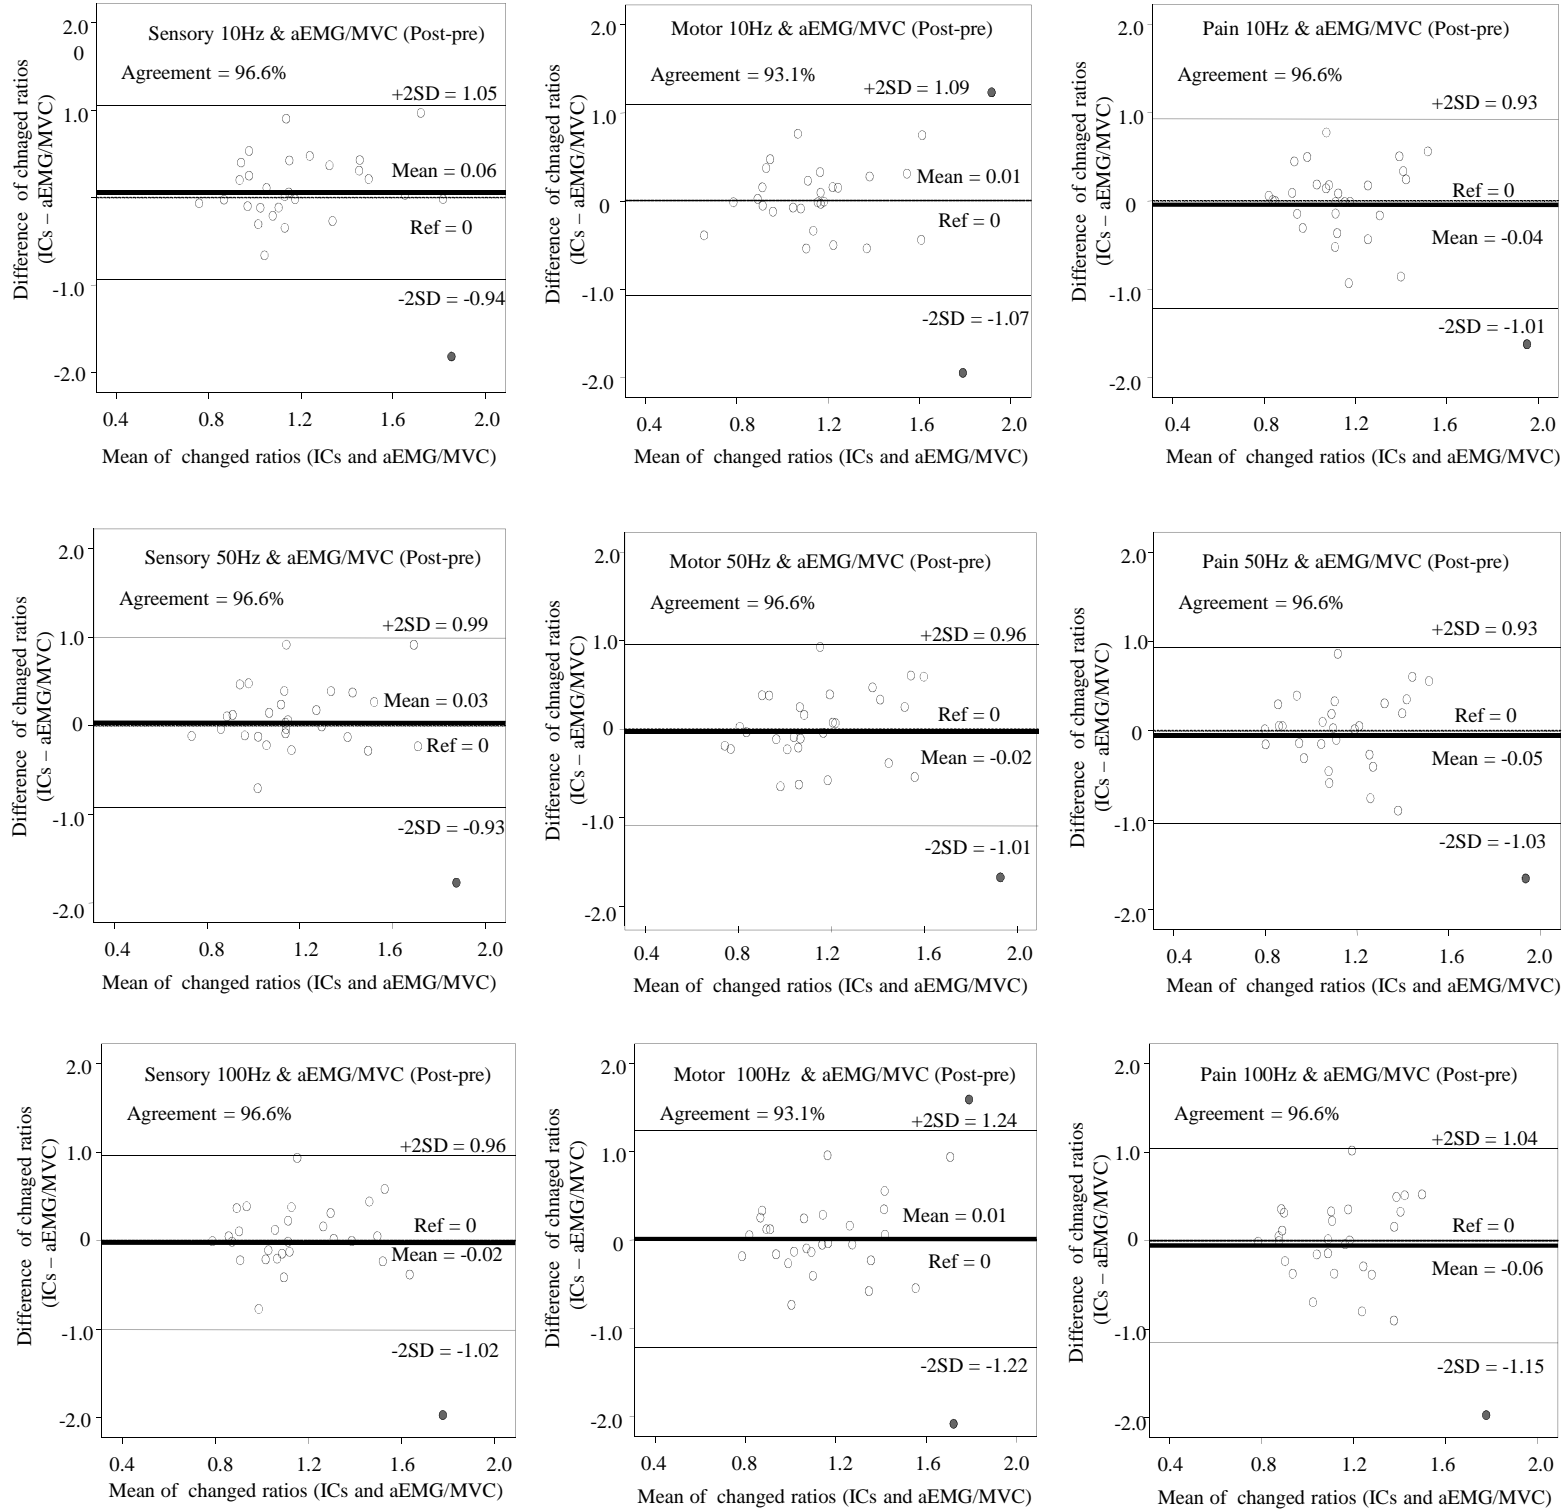 Sensory 10Hz & aEMG/MVC (Post-pre)
Agreement = 96.6%
+2SD = 1.05
Mean = 0.06
Ref = 0
-2SD = -0.94
2.0
0
1.0
-1.0
-2.0
0.4 0.8 1.2 1.6 2.0
Difference of chnaged ratios
(ICs – aEMG/MVC)
Mean of changed ratios (ICs and aEMG/MVC)
Motor 10Hz & aEMG/MVC (Post-pre)
Agreement = 93.1%
+2SD = 1.09
Mean = 0.01
Ref = 0
-2SD = -1.07
2.0
1.0
0
-1.0
-2.0
0.4 0.8 1.2 1.6 2.0
Difference of chnaged ratios
(ICs – aEMG/MVC)
Mean of changed ratios (ICs and aEMG/MVC)
Pain 10Hz & aEMG/MVC (Post-pre)
Agreement = 96.6%
+2SD = 0.93
Ref = 0
Mean = -0.04
-2SD = -1.01
2.0
1.0
0
-1.0
-2.0
0.4 0.8 1.2 1.6 2.0
Difference of chnaged ratios
(ICs – aEMG/MVC)
Mean of changed ratios (ICs and aEMG/MVC)
Sensory 50Hz & aEMG/MVC (Post-pre)
Agreement = 96.6%
+2SD = 0.99
Mean = 0.03
Ref = 0
-2SD = -0.93
2.0
1.0
0
-1.0
-2.0
0.4 0.8 1.2 1.6 2.0
Difference of chnaged ratios
(ICs – aEMG/MVC)
Mean of changed ratios (ICs and aEMG/MVC)
Motor 50Hz & aEMG/MVC (Post-pre)
Agreement = 96.6%
+2SD = 0.96
Ref = 0
Mean = -0.02
-2SD = -1.01
2.0
1.0
0
-1.0
-2.0
0.4 0.8 1.2 1.6 2.0
Difference of chnaged ratios
(ICs – aEMG/MVC)
Mean of changed ratios (ICs and aEMG/MVC)
Pain 50Hz & aEMG/MVC (Post-pre)
Agreement = 96.6%
+2SD = 0.93
Ref = 0
Mean = -0.05
-2SD = -1.03
2.0
1.0
0
-1.0
-2.0
0.4 0.8 1.2 1.6 2.0
Difference of chnaged ratios
(ICs – aEMG/MVC)
Mean of changed ratios (ICs and aEMG/MVC)
Sensory 100Hz & aEMG/MVC (Post-pre)
Agreement = 96.6%
+2SD = 0.96
Ref = 0
Mean = -0.02
-2SD = -1.02
2.0
1.0
0
-1.0
-2.0
0.4 0.8 1.2 1.6 2.0
Difference of chnaged ratios
(ICs – aEMG/MVC)
Mean of changed ratios (ICs and aEMG/MVC)
Motor 100Hz & aEMG/MVC (Post-pre)
Agreement = 93.1%
+2SD = 1.24
Mean = 0.01
Ref = 0
-2SD = -1.22
2.0
1.0
0
-1.0
-2.0
0.4 0.8 1.2 1.6 2.0
Difference of chnaged ratios
(ICs – aEMG/MVC)
Mean of changed ratios (ICs and aEMG/MVC)
Pain 100Hz & aEMG/MVC (Post-pre)
Agreement = 96.6%
+2SD = 1.04
Ref = 0
Mean = -0.06
-2SD = -1.15
2.0
1.0
0
-1.0
-2.0
0.4 0.8 1.2 1.6 2.0
Difference of chnaged ratios
(ICs – aEMG/MVC)
Mean of changed ratios (ICs and aEMG/MVC)